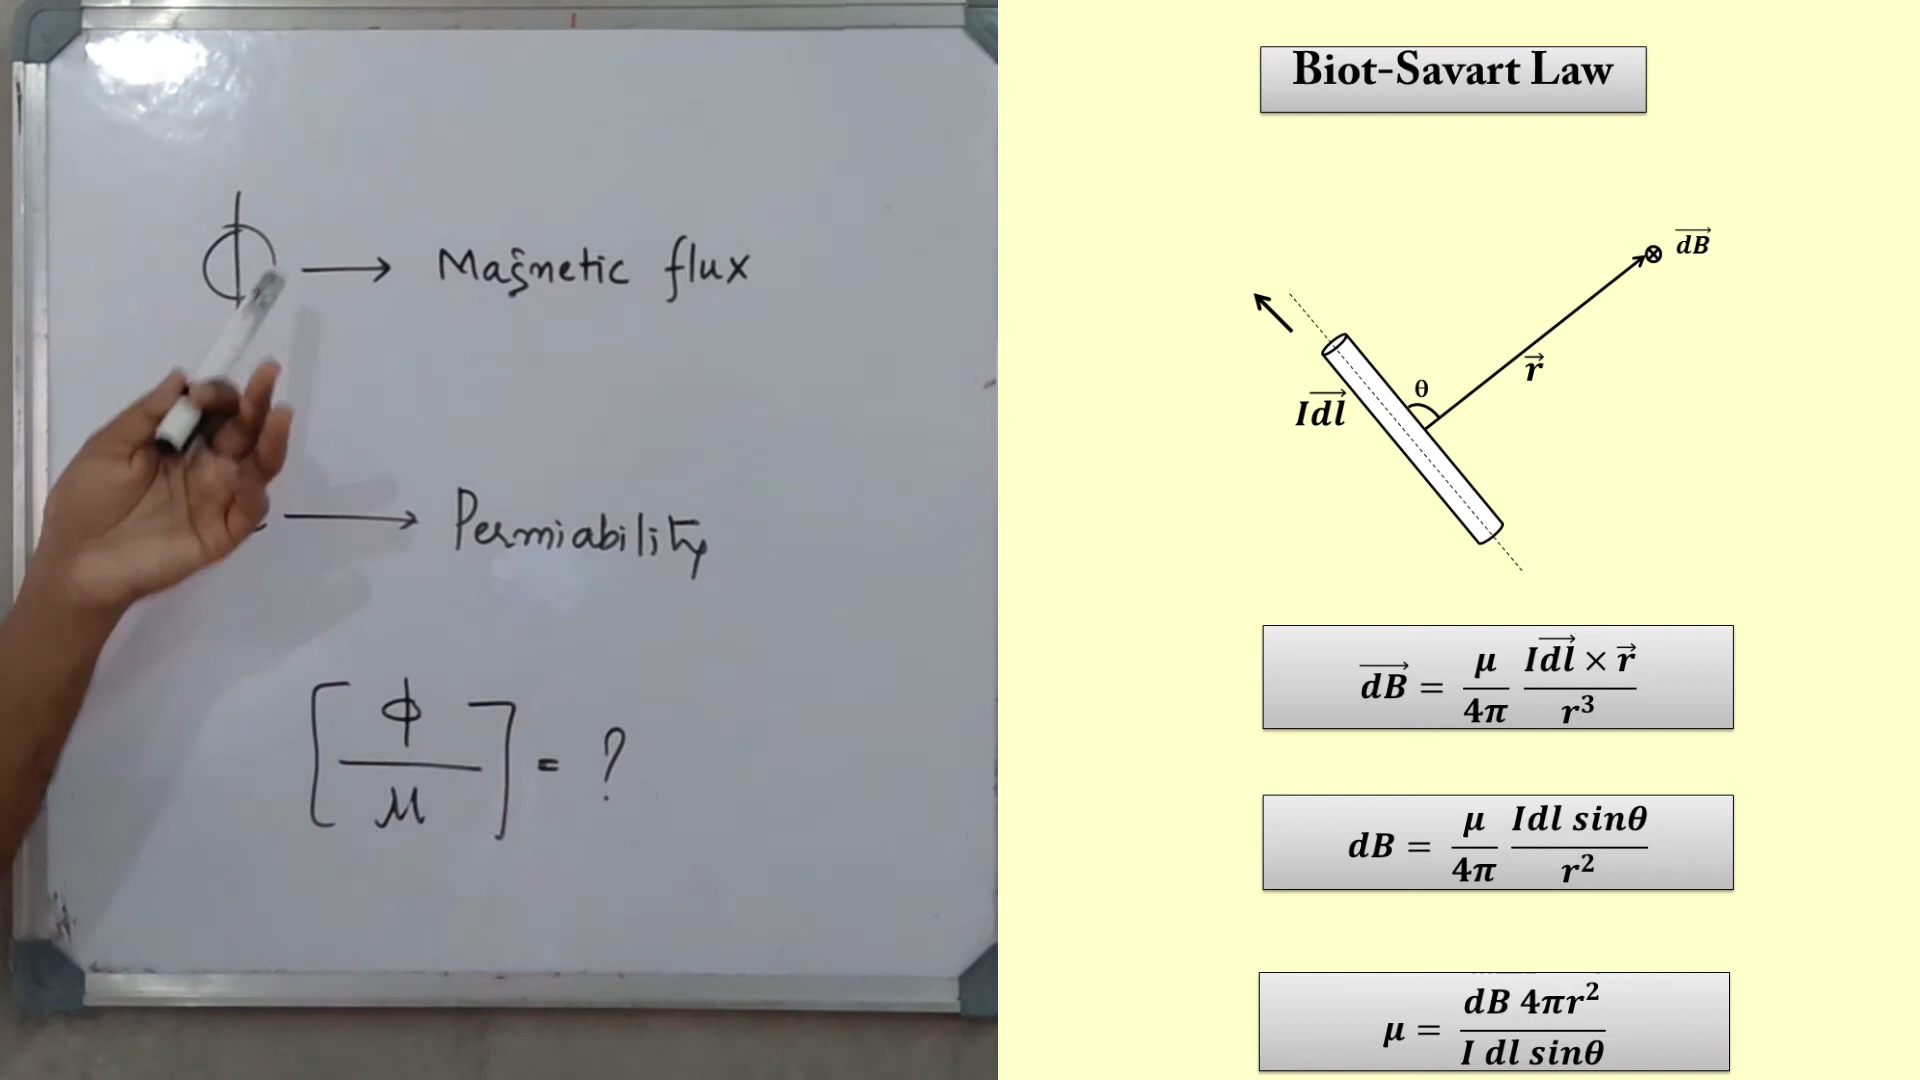 ϕ → Magnetic flux
→ Permiability
[ϕ/μ] = ?
Biot-Savart Law
dB⃗
θ
r⃗
Idl⃗
dB⃗ = μ/4π Idl⃗ × r⃗/r³
dB = μ/4π Idl sinθ/r²
μ = dB 4πr²/I dl sinθ